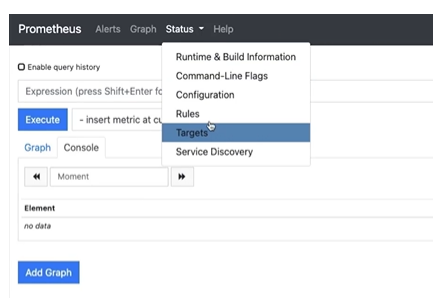 Prometheus Alerts Graph Status Help
Runtime & Build Information
Command-Line Flags
Configuration
Rules
Targets
Service Discovery
Enable query history
Expression (press Shift+Enter fo
Execute - insert metric at cu
Graph Console
Moment
Element
no data
Add Graph